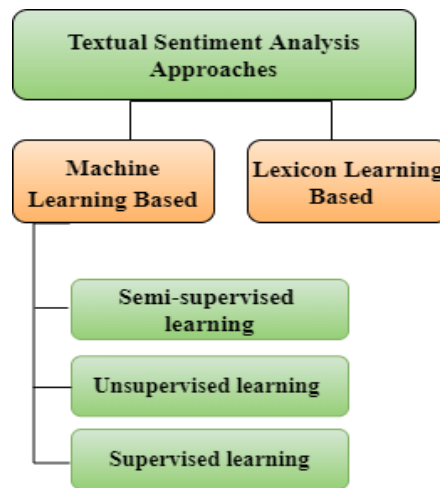 Textual Sentiment Analysis
Approaches
Machine
Learning Based
Lexicon Learning
Based
Semi-supervised
learning
Unsupervised learning
Supervised learning